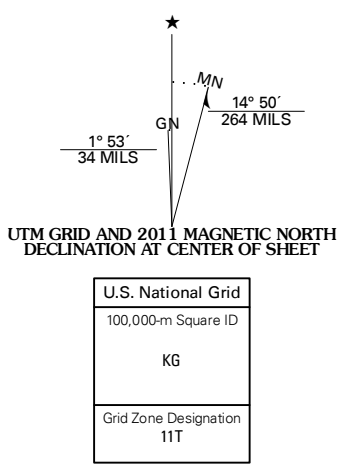 ★
MN
GN
14° 50´
264 MILS
1° 53´
34 MILS
UTM GRID AND 2011 MAGNETIC NORTH
DECLINATION AT CENTER OF SHEET
U.S. National Grid
100,000-m Square ID
KG
Grid Zone Designation
11T